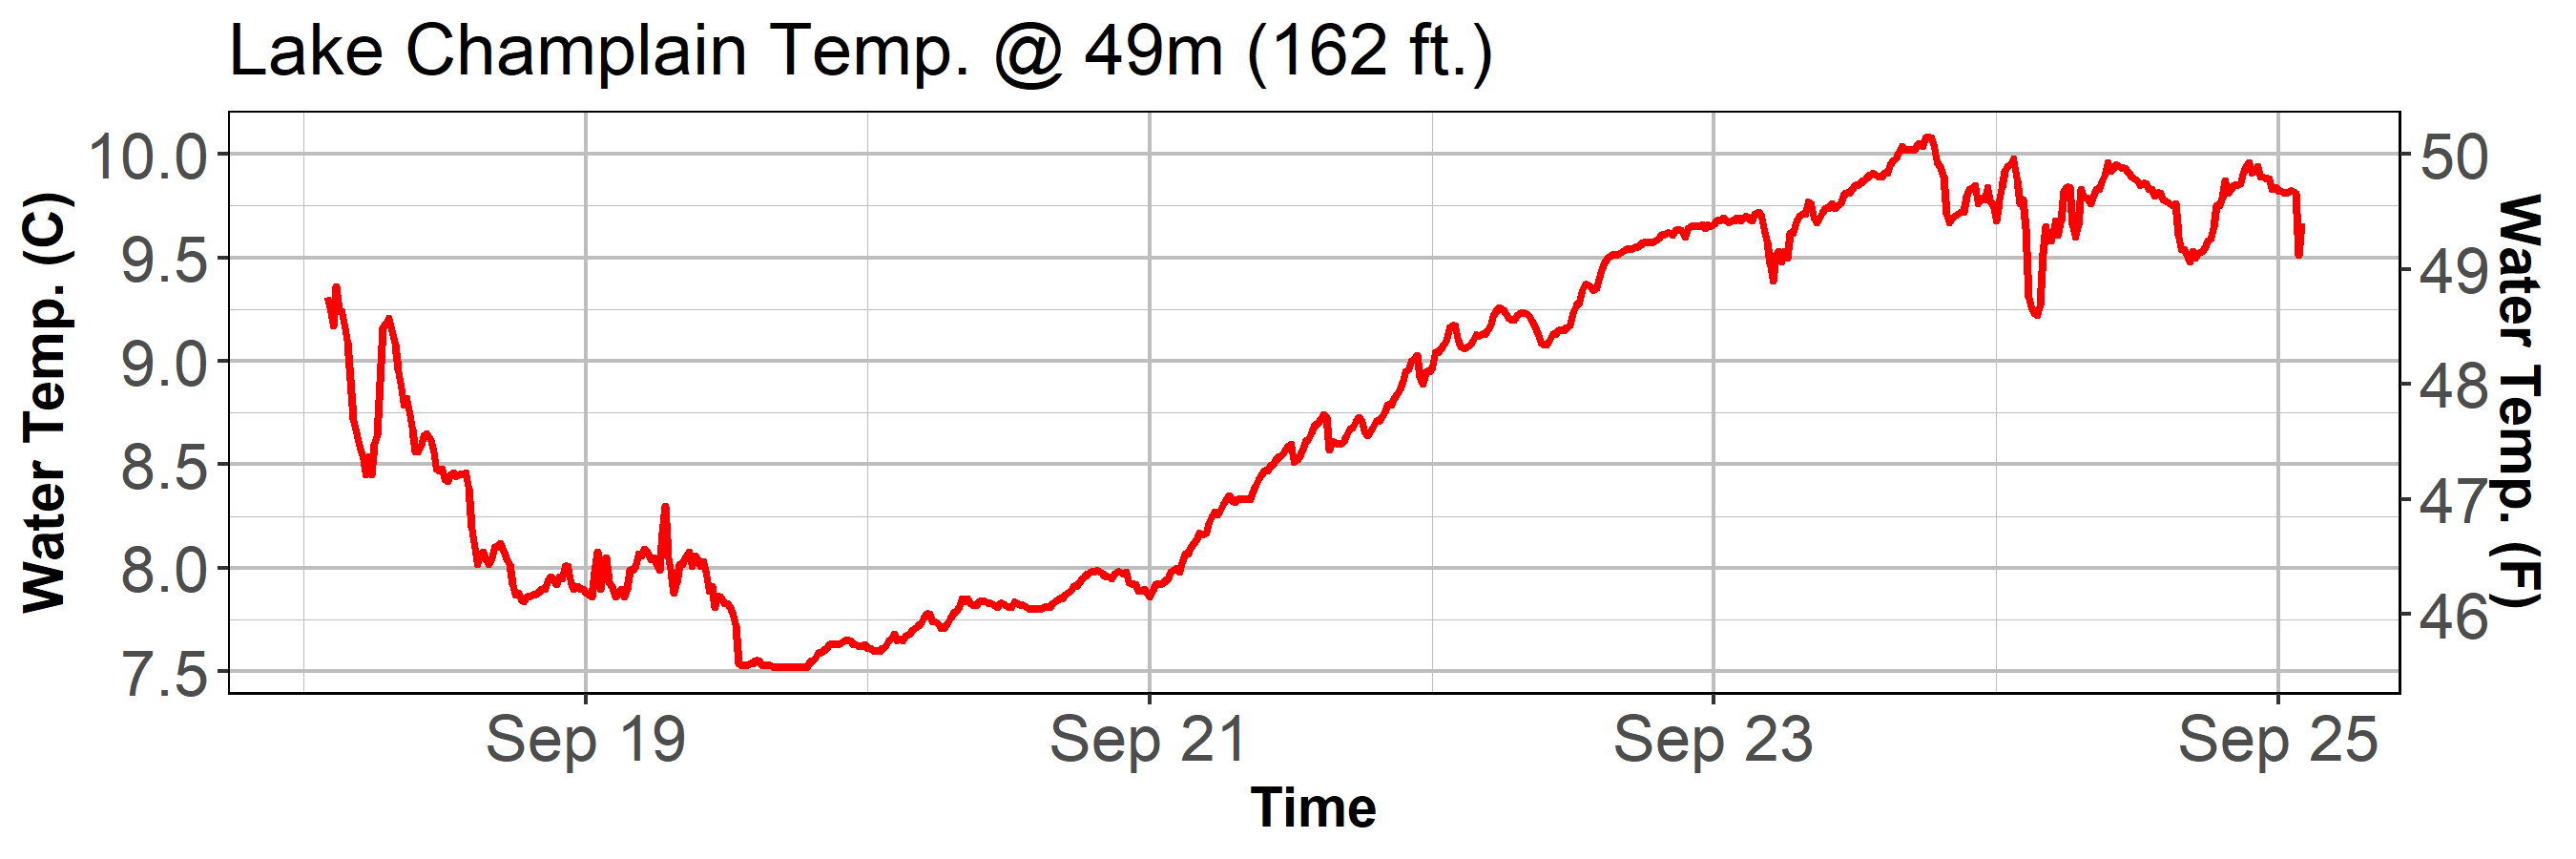 Lake Champlain Temp. @ 49m (162 ft.)
Water Temp. (C)
10.0
9.5
9.0
8.5
8.0
7.5
50
49
48
47
46
Water Temp. (F)
Sep 19
Sep 21
Sep 23
Sep 25
Time